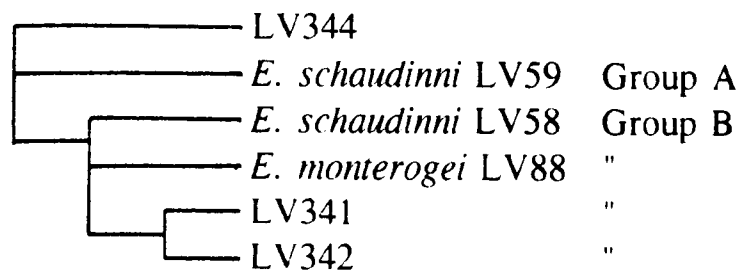 LV344
E. schaudinni LV59 Group A
E. schaudinni LV58 Group B
E. monterogei LV88 "
LV341 "
LV342 "